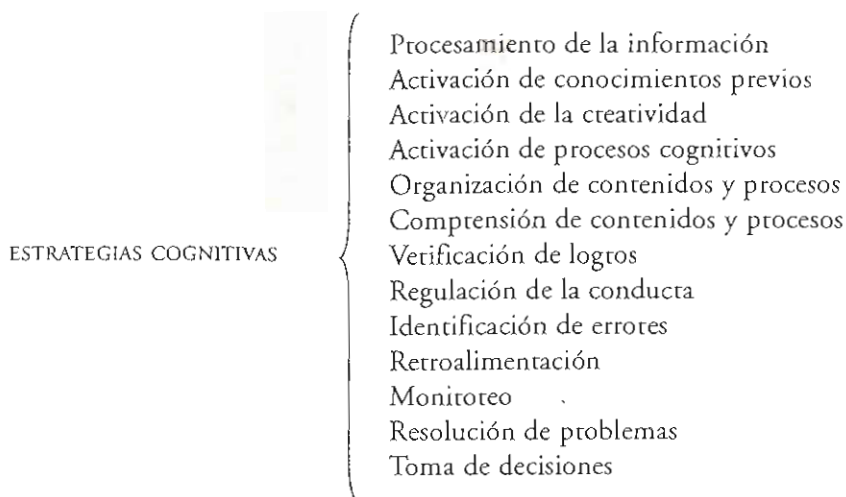 Procesamiento de la información
Activación de conocimientos previos
Activación de la creatividad
Activación de procesos cognitivos
Organización de contenidos y procesos
Comprensión de contenidos y procesos
ESTRATEGIAS COGNITIVAS
Verificación de logros
Regulación de la conducta
Identificación de errores
Retroalimentación
Monitoreo
Resolución de problemas
Toma de decisiones